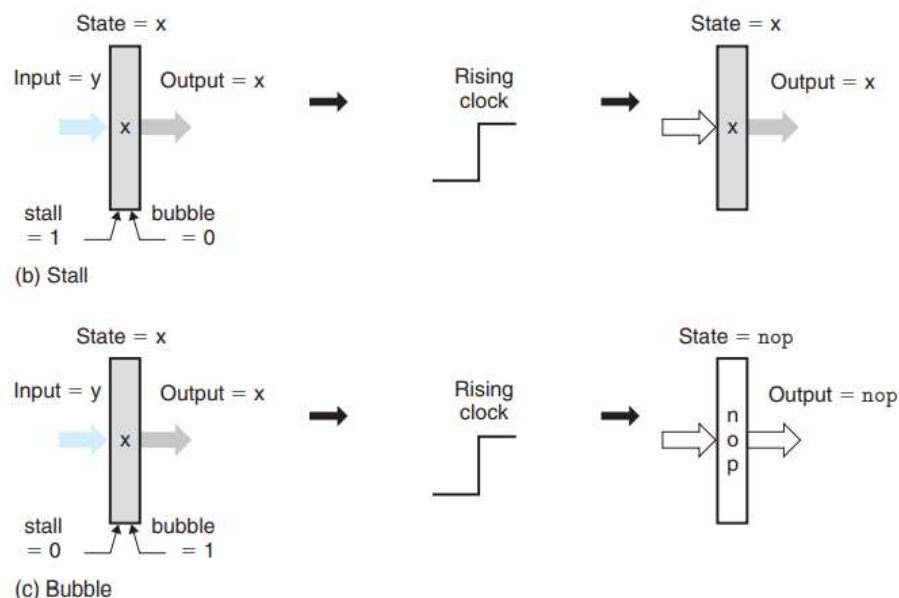 State = x
State = x
Input = y
Output = x
Rising
clock
Output = x
x
x
stall
= 1
bubble
= 0
(b) Stall
State = x
State = nop
Input = y
Output = x
Rising
clock
Output = nop
x
n
o
p
stall
= 0
bubble
= 1
(c) Bubble